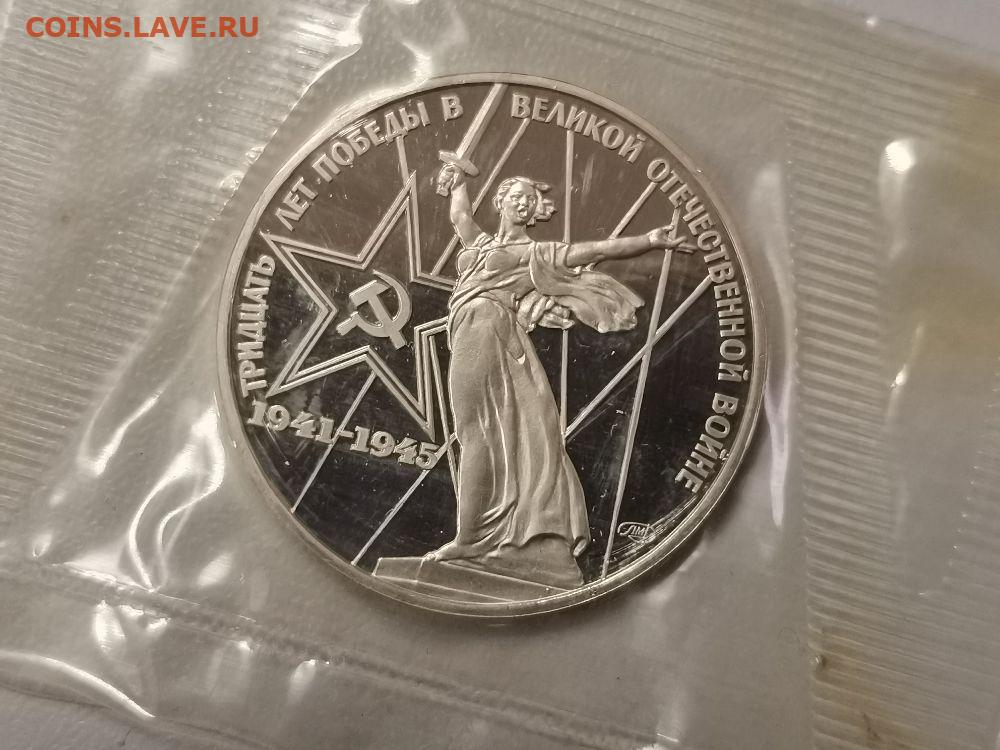 COINS.LAVE.RU
ТРИДЦАТЬ ЛЕТ ПОБЕДЫ В ВЕЛИКОЙ ОТЕЧЕСТВЕННОЙ ВОЙНЕ
1941-1945
ЛМД